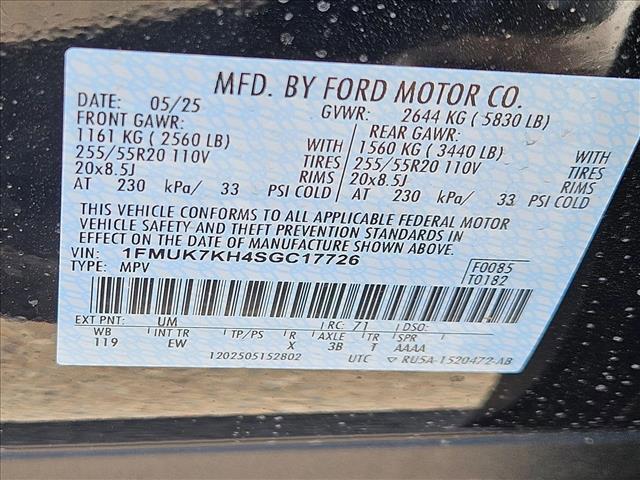 MFD. BY FORD MOTOR CO.
DATE: 05/25 GVWR: 2644 KG ( 5830 LB)
FRONT GAWR: REAR GAWR:
1161 KG ( 2560 LB) WITH 1560 KG ( 3440 LB) WITH
255/55R20 110V TIRES 255/55R20 110V TIRES
20x8.5J RIMS 20x8.5J RIMS
AT 230 kPa/ 33 PSI COLD AT 230 kPa/ 33 PSI COLD
THIS VEHICLE CONFORMS TO ALL APPLICABLE FEDERAL MOTOR
VEHICLE SAFETY AND THEFT PREVENTION STANDARDS IN
EFFECT ON THE DATE OF MANUFACTURE SHOWN ABOVE.
VIN: 1FMUK7KH4SGC17726 F0085
TYPE: MPV T0182
EXT PNT: UM RC: 71 DSO:
WB INT TR TP/PS R AXLE TR SPR
119 EW X 3B T AAAA
1202505152802 UTC RU5A-1520472-AB